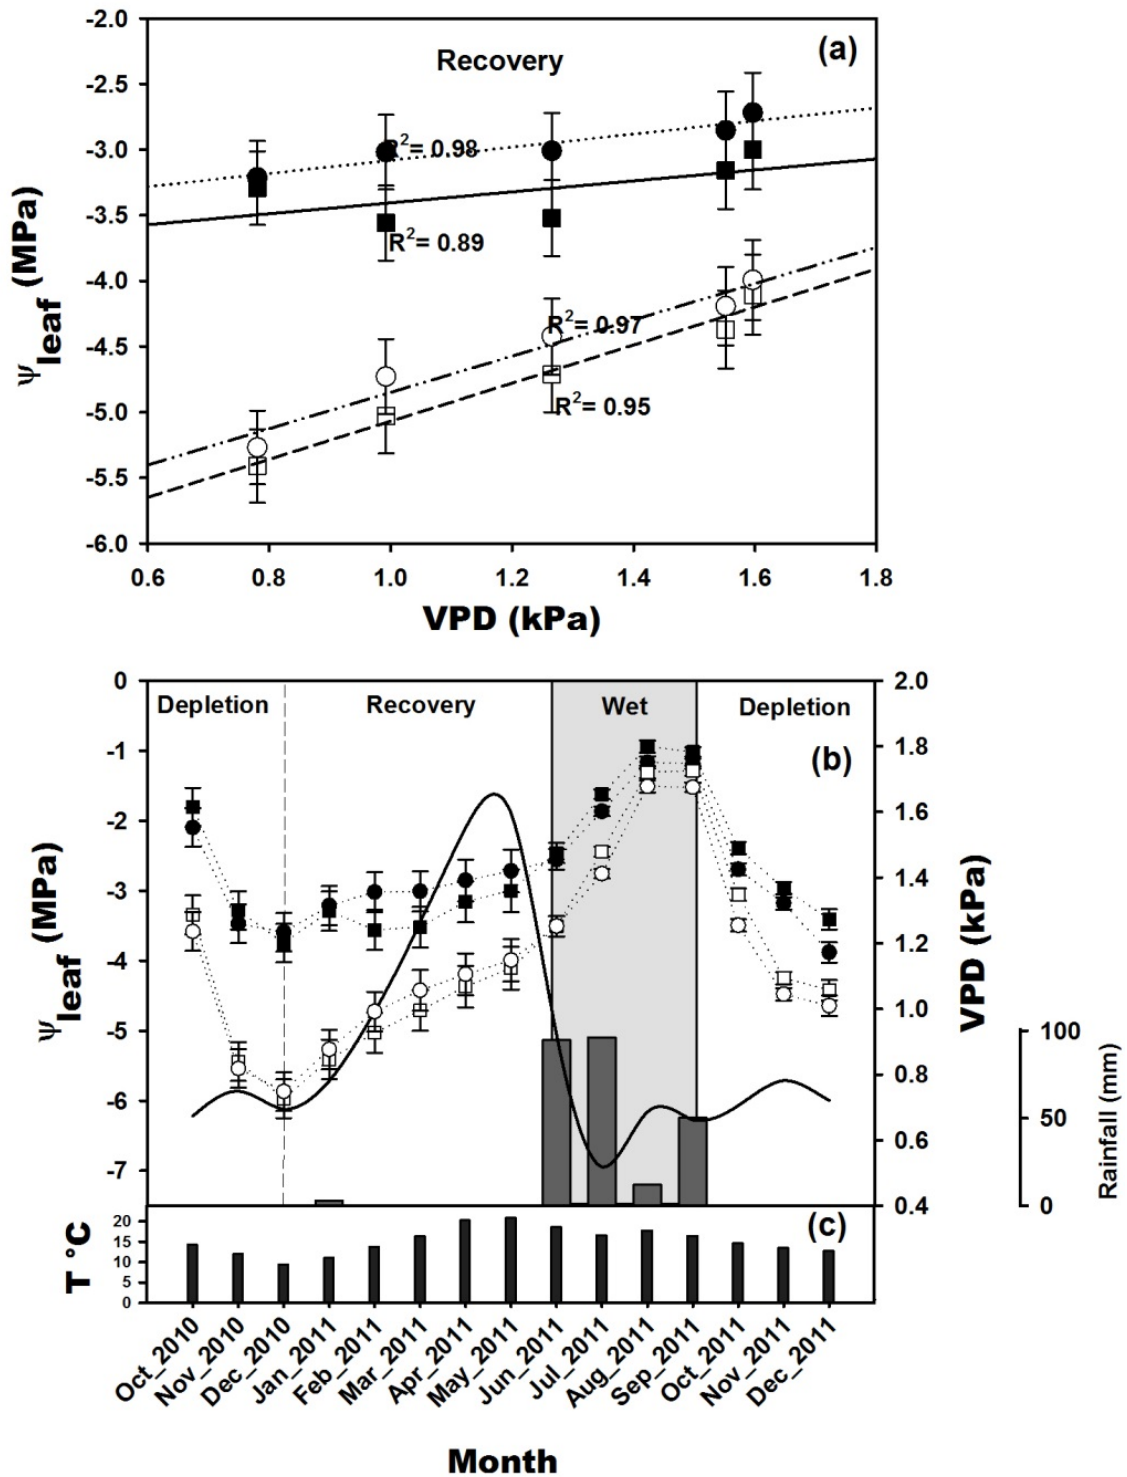 (a)
Recovery
-2.0
-2.5
-3.0
-3.5
-4.0
-4.5
-5.0
-5.5
-6.0
Ψleaf (MPa)
R²= 0.98
R²= 0.89
R²= 0.97
R²= 0.95
0.6 0.8 1.0 1.2 1.4 1.6 1.8
VPD (kPa)
Depletion Recovery Wet Depletion
(b)
0
-1
-2
-3
-4
-5
-6
-7
Ψleaf (MPa)
2.0
1.8
1.6
1.4
1.2
1.0
0.8
0.6
0.4
VPD (kPa)
100
50
0
Rainfall (mm)
(c)
20
15
10
5
0
T °C
Oct_2010 Nov_2010 Dec_2010 Jan_2011 Feb_2011 Mar_2011 Apr_2011 May_2011 Jun_2011 Jul_2011 Aug_2011 Sep_2011 Oct_2011 Nov_2011 Dec_2011
Month